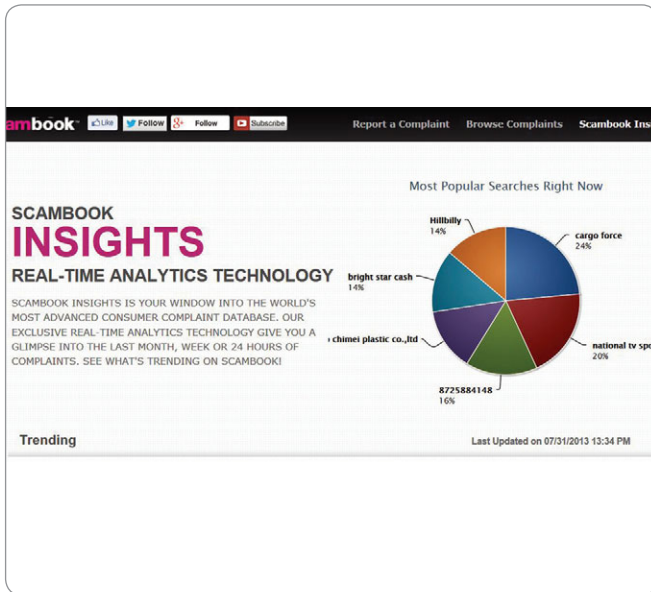 ambook
Like
Follow
Follow
Subscribe
Report a Complaint
Browse Complaints
Scambook Ins
Most Popular Searches Right Now
SCAMBOOK
INSIGHTS
REAL-TIME ANALYTICS TECHNOLOGY
SCAMBOOK INSIGHTS IS YOUR WINDOW INTO THE WORLD'S
MOST ADVANCED CONSUMER COMPLAINT DATABASE. OUR
EXCLUSIVE REAL-TIME ANALYTICS TECHNOLOGY GIVE YOU A
GLIMPSE INTO THE LAST MONTH, WEEK OR 24 HOURS OF
COMPLAINTS. SEE WHAT'S TRENDING ON SCAMBOOK!
Hillbilly
14%
cargo force
24%
bright star cash
14%
chimei plastic co.,ltd
national tv spo
20%
8725884148
16%
Trending
Last Updated on 07/31/2013 13:34 PM